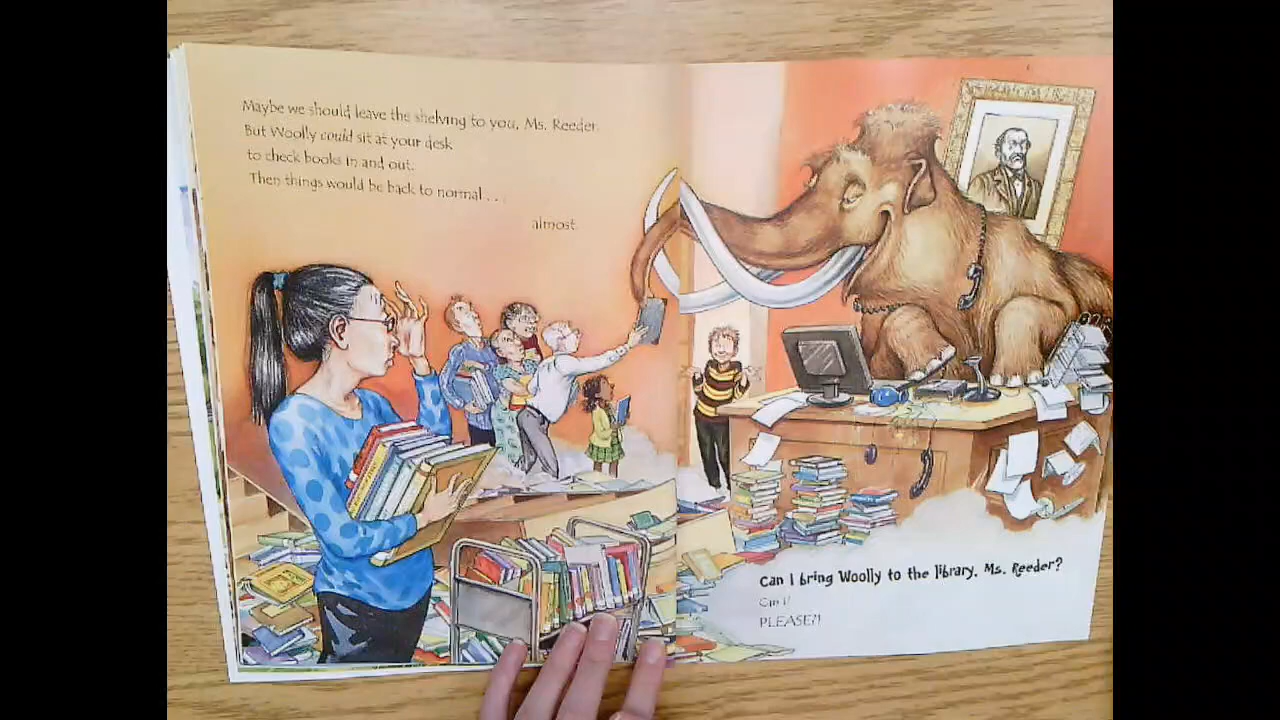 Maybe we should leave the shelving to you, Ms. Reeder.
But Woolly could sit at your desk
to check books in and out.
Then things would be back to normal . . .
almost.
Can I bring Woolly to the library, Ms. Reeder?
Can I?
PLEASE?!